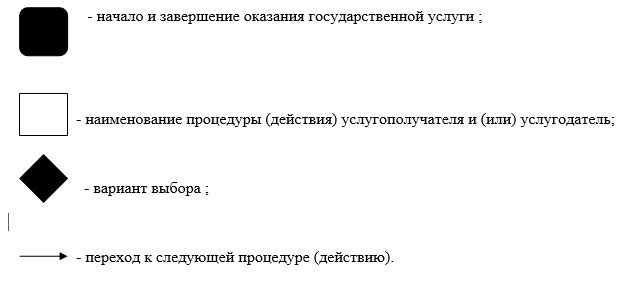 - начало и завершение оказания государственной услуги ;
- наименование процедуры (действия) услугополучателя и (или) услугодатель;
- вариант выбора ;
- переход к следующей процедуре (действию).